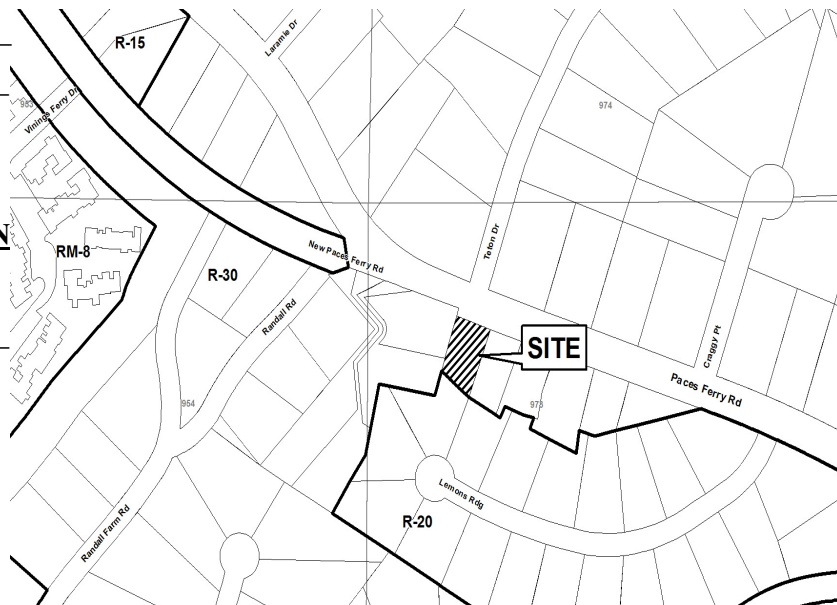 R-15
Laramie Dr
953
Vinings Ferry Dr
974
N
RM-8
R-30
New Paces Ferry Rd
Teton Dr
Randall Rd
SITE
Craggy Pt
Paces Ferry Rd
954
973
Lemons Rdg
R-20
Randall Farm Rd